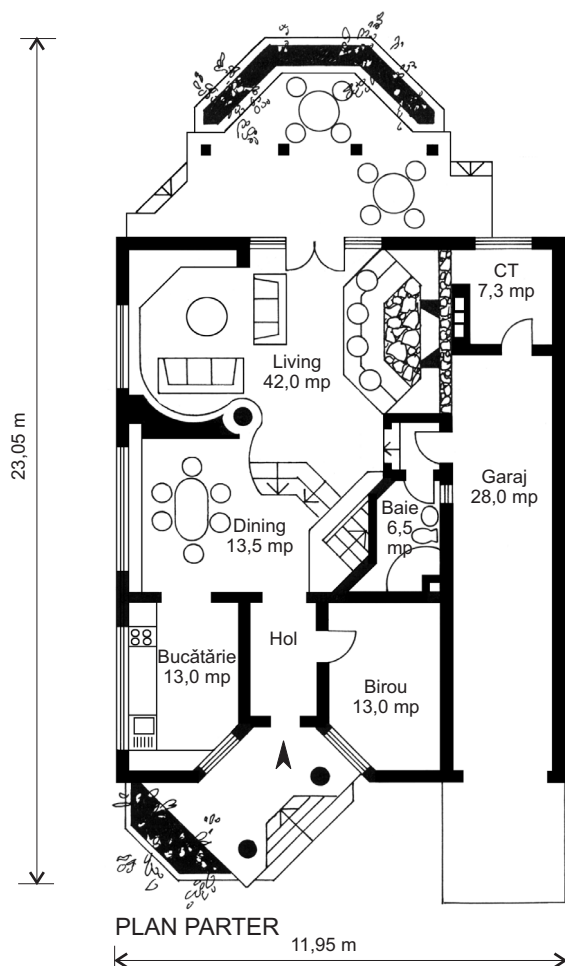 CT
7,3 mp
Living
42,0 mp
23,05 m
Garaj
28,0 mp
Baie
6,5
mp
Dining
13,5 mp
Hol
Bucătărie
13,0 mp
Birou
13,0 mp
PLAN PARTER
11,95 m